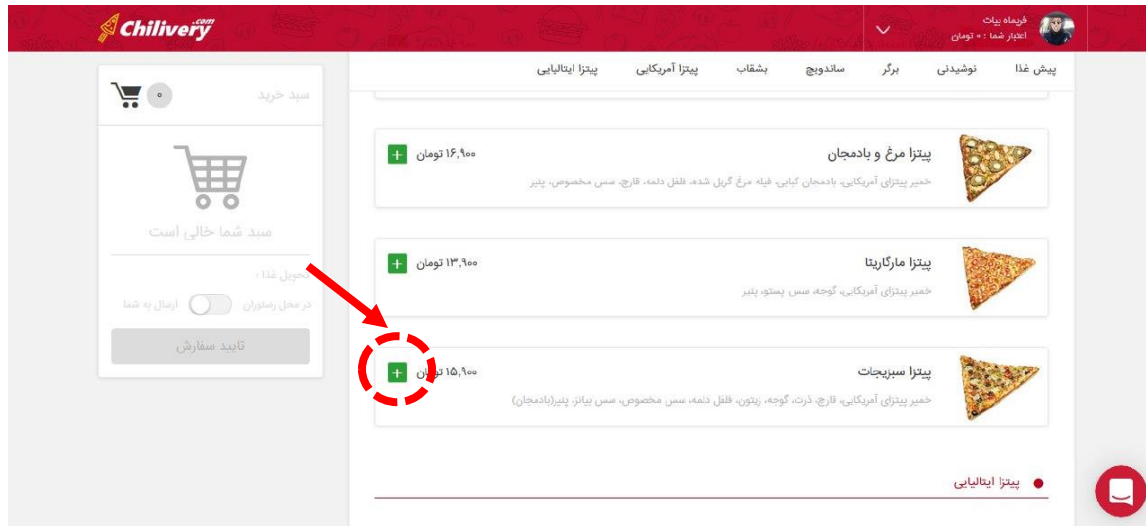 Chilivery.com
فریماه بیات
اعتبار شما : ۰ تومان
پیش غذا نوشیدنی برگر ساندویچ بشقاب پیتزا آمریکایی پیتزا ایتالیایی
سبد خرید
۰
سبد شما خالی است
تحویل غذا :
در محل رستوران ارسال به شما
تایید سفارش
پیتزا مرغ و بادمجان
۱۶,۹۰۰ تومان
خمیر پیتزای آمریکایی، بادمجان کبابی، فیله مرغ گریل شده، فلفل دلمه، قارچ، سس مخصوص، پنیر
پیتزا مارگاریتا
۱۳,۹۰۰ تومان
خمیر پیتزای آمریکایی، گوجه، سس پستو، پنیر
پیتزا سبزیجات
۱۵,۹۰۰ تومان
خمیر پیتزای آمریکایی، قارچ، ذرت، گوجه، زیتون، فلفل دلمه، سس مخصوص، سس بیانز، پنیر(بادمجان)
پیتزا ایتالیایی